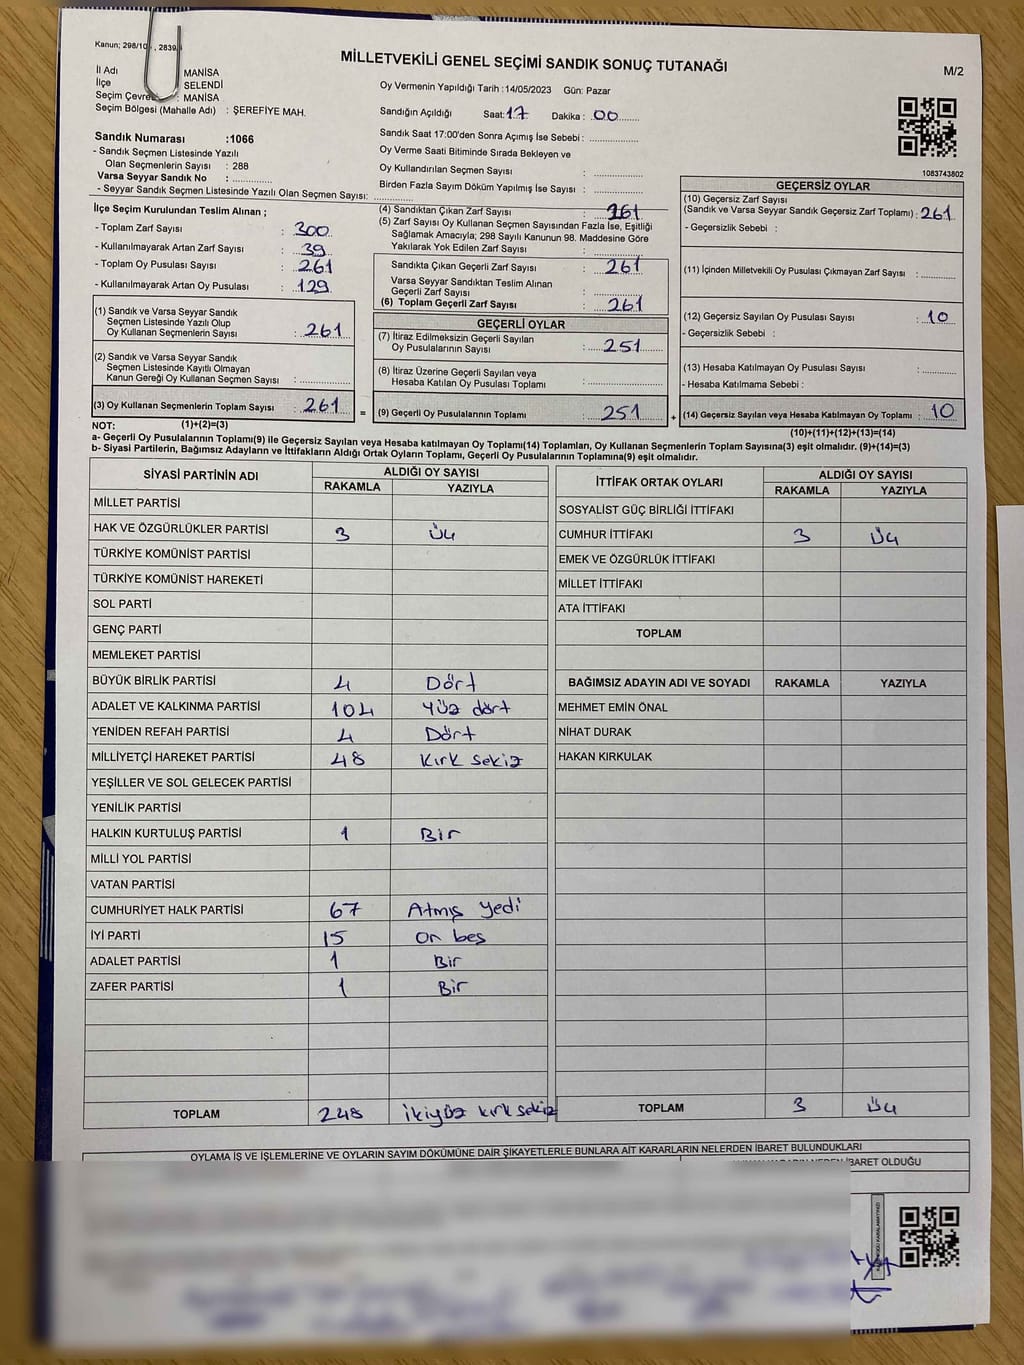 Kanun; 298/10 , 2839,
MİLLETVEKİLİ GENEL SEÇİMİ SANDIK SONUÇ TUTANAĞI
M/2
İl Adı MANİSA
İlçe SELENDİ
Seçim Çevre : MANİSA
Seçim Bölgesi (Mahalle Adı) : ŞEREFİYE MAH.
Oy Vermenin Yapıldığı Tarih :14/05/2023 Gün: Pazar
Sandığın Açıldığı Saat: 17 Dakika : 00
Sandık Saat 17:00'den Sonra Açımış İse Sebebi :
Oy Verme Saati Bitiminde Sırada Bekleyen ve
Oy Kullandırılan Seçmen Sayısı :
Birden Fazla Sayım Döküm Yapılmış İse Sayısı :
1083743802
Sandık Numarası :1066
- Sandık Seçmen Listesinde Yazılı
Olan Seçmenlerin Sayısı : 288
Varsa Seyyar Sandık No :
- Seyyar Sandık Seçmen Listesinde Yazılı Olan Seçmen Sayısı:
İlçe Seçim Kurulundan Teslim Alınan ;
- Toplam Zarf Sayısı : 300
- Kullanılmayarak Artan Zarf Sayısı : 39
- Toplam Oy Pusulası Sayısı : 261
- Kullanılmayarak Artan Oy Pusulası : 129
(1) Sandık ve Varsa Seyyar Sandık
Seçmen Listesinde Yazılı Olup
Oy Kullanan Seçmenlerin Sayısı : 261
(2) Sandık ve Varsa Seyyar Sandık
Seçmen Listesinde Kayıtlı Olmayan
Kanun Gereği Oy Kullanan Seçmen Sayısı :
(3) Oy Kullanan Seçmenlerin Toplam Sayısı : 261
(4) Sandıktan Çıkan Zarf Sayısı : 261
(5) Zarf Sayısı Oy Kullanan Seçmen Sayısından Fazla İse, Eşitliği
Sağlamak Amacıyla; 298 Sayılı Kanunun 98. Maddesine Göre
Yakılarak Yok Edilen Zarf Sayısı :
Sandıkta Çıkan Geçerli Zarf Sayısı : 261
Varsa Seyyar Sandıktan Teslim Alınan
Geçerli Zarf Sayısı :
(6) Toplam Geçerli Zarf Sayısı : 261
GEÇERLİ OYLAR
(7) İtiraz Edilmeksizin Geçerli Sayılan
Oy Pusulalarının Sayısı : 251
(8) İtiraz Üzerine Geçerli Sayılan veya
Hesaba Katılan Oy Pusulası Toplamı :
= (9) Geçerli Oy Pusulalarının Toplamı : 251
GEÇERSİZ OYLAR
(10) Geçersiz Zarf Sayısı
(Sandık ve Varsa Seyyar Sandık Geçersiz Zarf Toplamı) : 261
- Geçersizlik Sebebi :
(11) İçinden Milletvekili Oy Pusulası Çıkmayan Zarf Sayısı :
(12) Geçersiz Sayılan Oy Pusulası Sayısı : 10
- Geçersizlik Sebebi :
(13) Hesaba Katılmayan Oy Pusulası Sayısı :
- Hesaba Katılmama Sebebi :
+ (14) Geçersiz Sayılan veya Hesaba Katılmayan Oy Toplamı : 10
NOT: (1)+(2)=(3)
(10)+(11)+(12)+(13)=(14)
a- Geçerli Oy Pusulalarının Toplamı(9) ile Geçersiz Sayılan veya Hesaba katılmayan Oy Toplamı(14) Toplamları, Oy Kullanan Seçmenlerin Toplam Sayısına(3) eşit olmalıdır. (9)+(14)=(3)
b- Siyasi Partilerin, Bağımsız Adayların ve İttifakların Aldığı Ortak Oyların Toplamı, Geçerli Oy Pusulalarının Toplamına(9) eşit olmalıdır.
SİYASİ PARTİNİN ADI ALDIĞI OY SAYISI
RAKAMLA YAZIYLA
MİLLET PARTİSİ
HAK VE ÖZGÜRLÜKLER PARTİSİ 3 Üç
TÜRKİYE KOMÜNİST PARTİSİ
TÜRKİYE KOMÜNİST HAREKETİ
SOL PARTİ
GENÇ PARTİ
MEMLEKET PARTİSİ
BÜYÜK BİRLİK PARTİSİ 4 Dört
ADALET VE KALKINMA PARTİSİ 104 Yüz dört
YENİDEN REFAH PARTİSİ 4 Dört
MİLLİYETÇİ HAREKET PARTİSİ 48 Kırk sekiz
YEŞİLLER VE SOL GELECEK PARTİSİ
YENİLİK PARTİSİ
HALKIN KURTULUŞ PARTİSİ 1 Bir
MİLLİ YOL PARTİSİ
VATAN PARTİSİ
CUMHURİYET HALK PARTİSİ 67 Atmış yedi
İYİ PARTİ 15 On beş
ADALET PARTİSİ 1 Bir
ZAFER PARTİSİ 1 Bir
TOPLAM 248 ikiyüz kırk sekiz
İTTİFAK ORTAK OYLARI ALDIĞI OY SAYISI
RAKAMLA YAZIYLA
SOSYALİST GÜÇ BİRLİĞİ İTTİFAKI
CUMHUR İTTİFAKI 3 Üç
EMEK VE ÖZGÜRLÜK İTTİFAKI
MİLLET İTTİFAKI
ATA İTTİFAKI
TOPLAM
BAĞIMSIZ ADAYIN ADI VE SOYADI RAKAMLA YAZIYLA
MEHMET EMİN ÖNAL
NİHAT DURAK
HAKAN KIRKULAK
TOPLAM 3 Üç
OYLAMA İŞ VE İŞLEMLERİNE VE OYLARIN SAYIM DÖKÜMÜNE DAİR ŞİKAYETLERLE BUNLARA AİT KARARLARIN NELERDEN İBARET BULUNDUKLARI
İBARET OLDUĞU